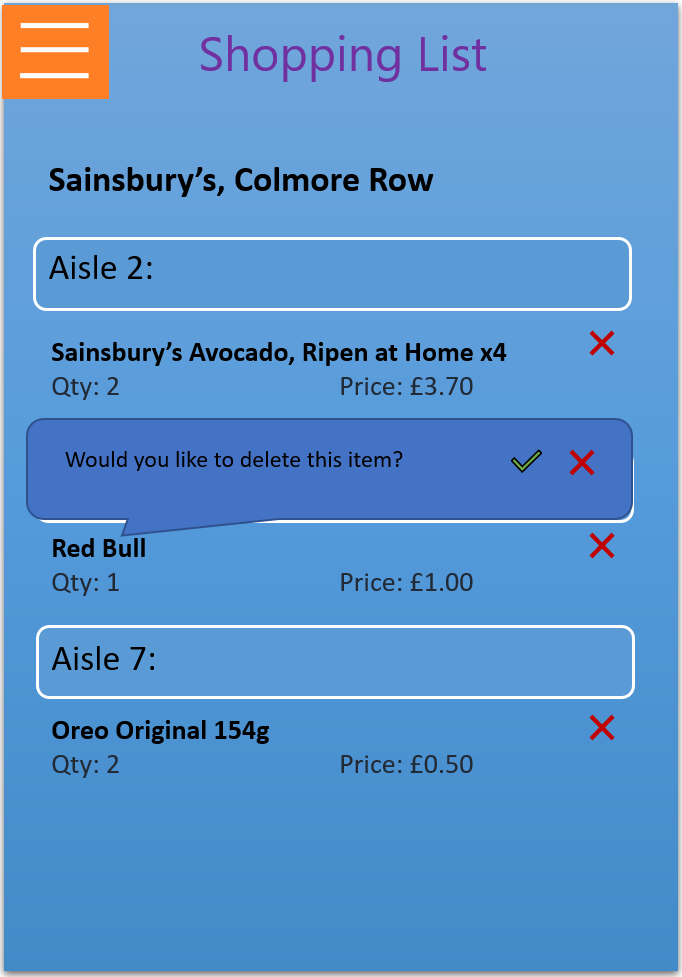 Shopping List
Sainsbury’s, Colmore Row
Aisle 2:
Sainsbury’s Avocado, Ripen at Home x4
Qty: 2 Price: £3.70
Would you like to delete this item?
Red Bull
Qty: 1 Price: £1.00
Aisle 7:
Oreo Original 154g
Qty: 2 Price: £0.50